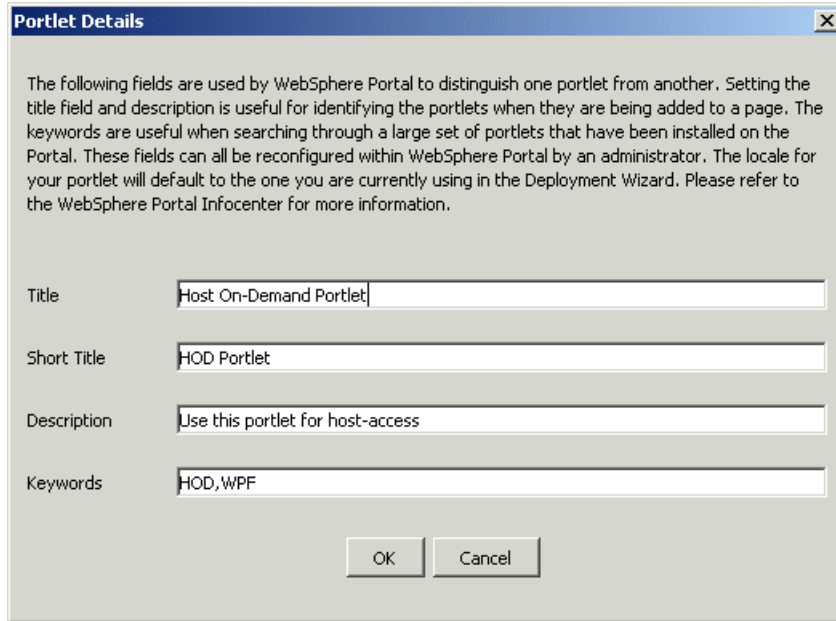 Portlet Details
The following fields are used by WebSphere Portal to distinguish one portlet from another. Setting the
title field and description is useful for identifying the portlets when they are being added to a page. The
keywords are useful when searching through a large set of portlets that have been installed on the
Portal. These fields can all be reconfigured within WebSphere Portal by an administrator. The locale for
your portlet will default to the one you are currently using in the Deployment Wizard. Please refer to
the WebSphere Portal Infocenter for more information.
Title Host On-Demand Portlet
Short Title HOD Portlet
Description Use this portlet for host-access
Keywords HOD,WPF
OK Cancel